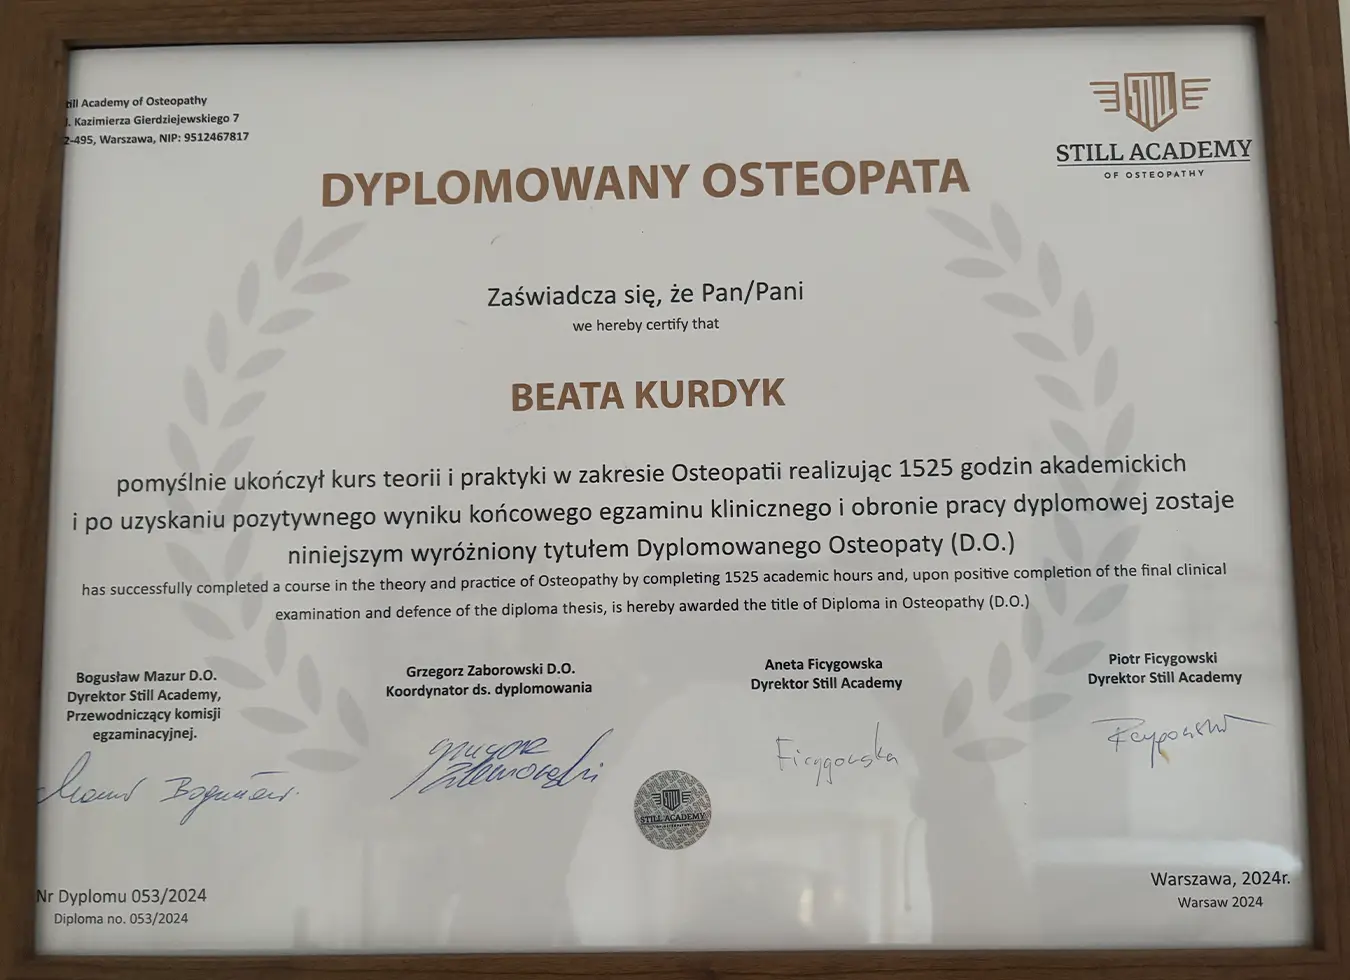 Still Academy of Osteopathy
l. Kazimierza Gierdziejewskiego 7
2-495, Warszawa, NIP: 9512467817
STILL
STILL ACADEMY
OF OSTEOPATHY
DYPLOMOWANY OSTEOPATA
Zaświadcza się, że Pan/Pani
we hereby certify that
BEATA KURDYK
pomyślnie ukończył kurs teorii i praktyki w zakresie Osteopatii realizując 1525 godzin akademickich
i po uzyskaniu pozytywnego wyniku końcowego egzaminu klinicznego i obronie pracy dyplomowej zostaje
niniejszym wyróżniony tytułem Dyplomowanego Osteopaty (D.O.)
has successfully completed a course in the theory and practice of Osteopathy by completing 1525 academic hours and, upon positive completion of the final clinical
examination and defence of the diploma thesis, is hereby awarded the title of Diploma in Osteopathy (D.O.)
Bogusław Mazur D.O.
Dyrektor Still Academy,
Przewodniczący komisji
egzaminacyjnej.
Grzegorz Zaborowski D.O.
Koordynator ds. dyplomowania
Aneta Ficygowska
Dyrektor Still Academy
Piotr Ficygowski
Dyrektor Still Academy
Ficygowska
STILL ACADEMY
Nr Dyplomu 053/2024
Diploma no. 053/2024
Warszawa, 2024r.
Warsaw 2024